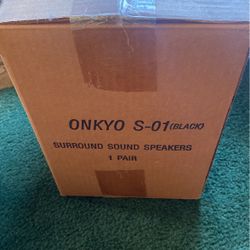 ONKYO S-01 (BLACK)
SURROUND SOUND SPEAKERS
1 PAIR